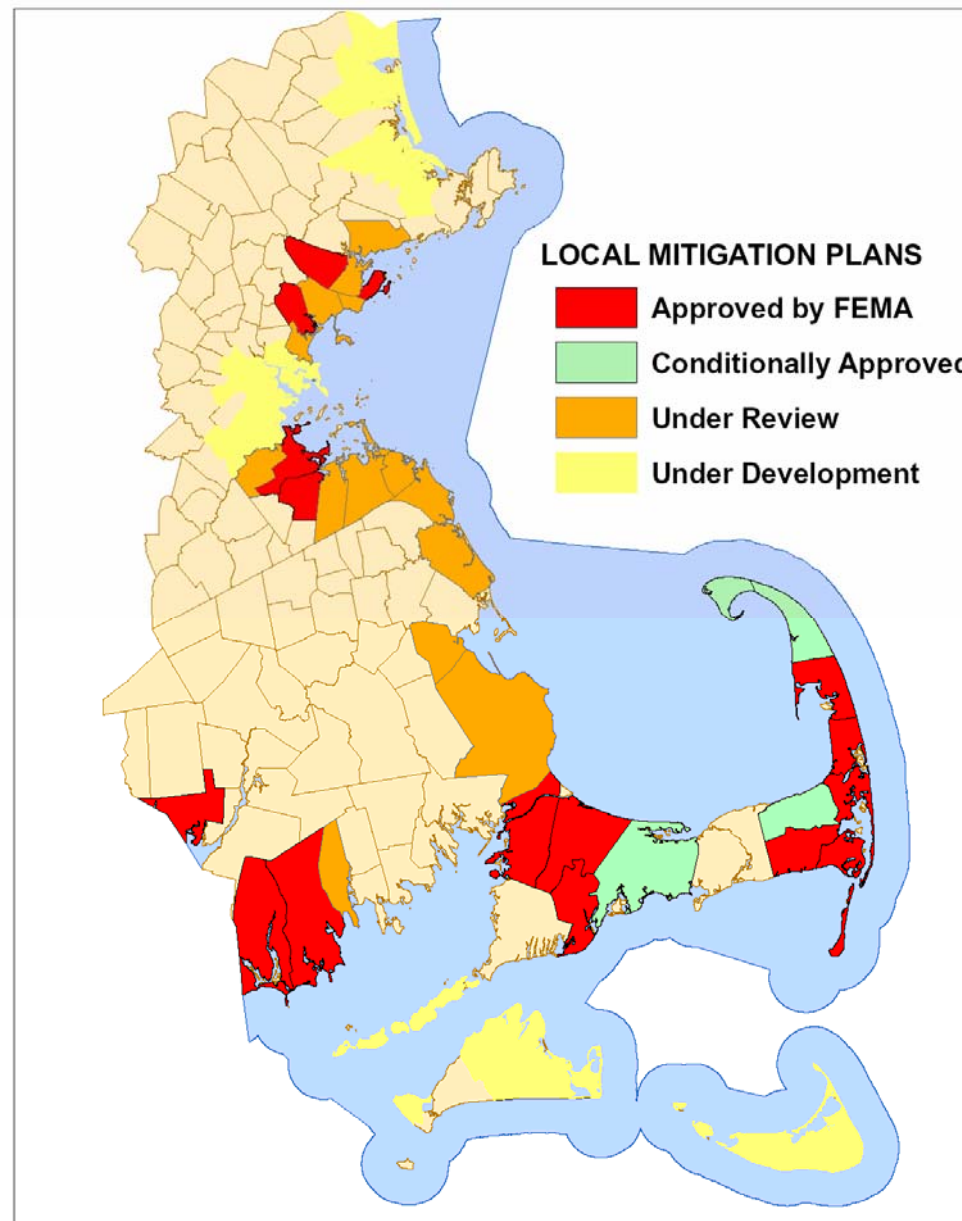 LOCAL MITIGATION PLANS
Approved by FEMA
Conditionally Approved
Under Review
Under Development